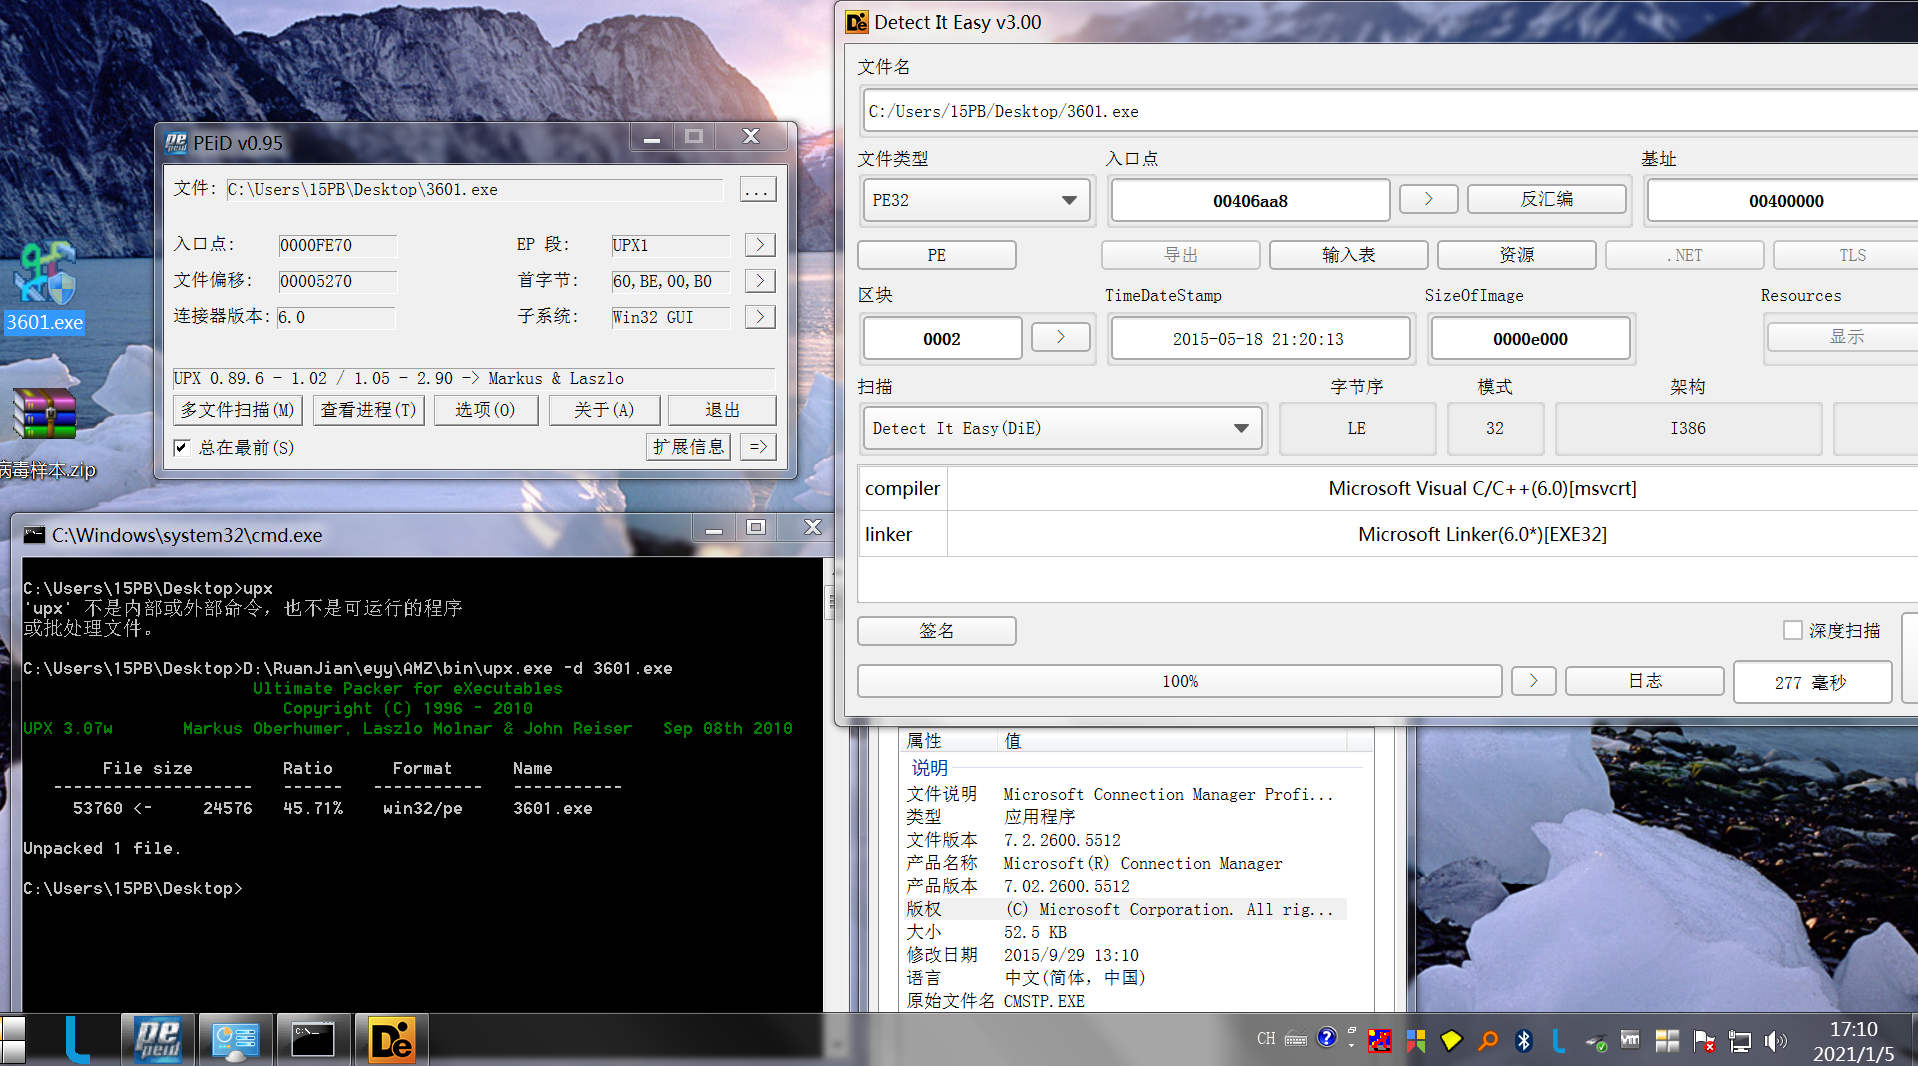 3601.exe
病毒样本.zip
PEiD v0.95
文件: C:\Users\15PB\Desktop\3601.exe ...
入口点: 0000FE70 EP 段: UPX1 >
文件偏移: 00005270 首字节: 60,BE,00,B0 >
连接器版本: 6.0 子系统: Win32 GUI >
UPX 0.89.6 - 1.02 / 1.05 - 2.90 -> Markus & Laszlo
多文件扫描(M) 查看进程(T) 选项(O) 关于(A) 退出
总在最前(S) 扩展信息 =>
C:\Windows\system32\cmd.exe
C:\Users\15PB\Desktop>upx
'upx' 不是内部或外部命令，也不是可运行的程序
或批处理文件。
C:\Users\15PB\Desktop>D:\RuanJian\eyy\AMZ\bin\upx.exe -d 3601.exe
Ultimate Packer for eXecutables
Copyright (C) 1996 - 2010
UPX 3.07w Markus Oberhumer, Laszlo Molnar & John Reiser Sep 08th 2010
File size Ratio Format Name
-------------------- ------ ----------- -----------
53760 <- 24576 45.71% win32/pe 3601.exe
Unpacked 1 file.
C:\Users\15PB\Desktop>
Detect It Easy v3.00
文件名
C:/Users/15PB/Desktop/3601.exe
文件类型 入口点 基址
PE32 00406aa8 > 反汇编 00400000
PE 导出 输入表 资源 .NET TLS
区块 TimeDateStamp SizeOfImage Resources
0002 > 2015-05-18 21:20:13 0000e000 显示
扫描 字节序 模式 架构
Detect It Easy(DiE) LE 32 I386
compiler Microsoft Visual C/C++(6.0)[msvcrt]
linker Microsoft Linker(6.0*)[EXE32]
签名 深度扫描
100% > 日志 277 毫秒
属性 值
说明
文件说明 Microsoft Connection Manager Profi...
类型 应用程序
文件版本 7.2.2600.5512
产品名称 Microsoft(R) Connection Manager
产品版本 7.02.2600.5512
版权 (C) Microsoft Corporation. All rig...
大小 52.5 KB
修改日期 2015/9/29 13:10
语言 中文(简体，中国)
原始文件名 CMSTP.EXE
CH
17:10
2021/1/5